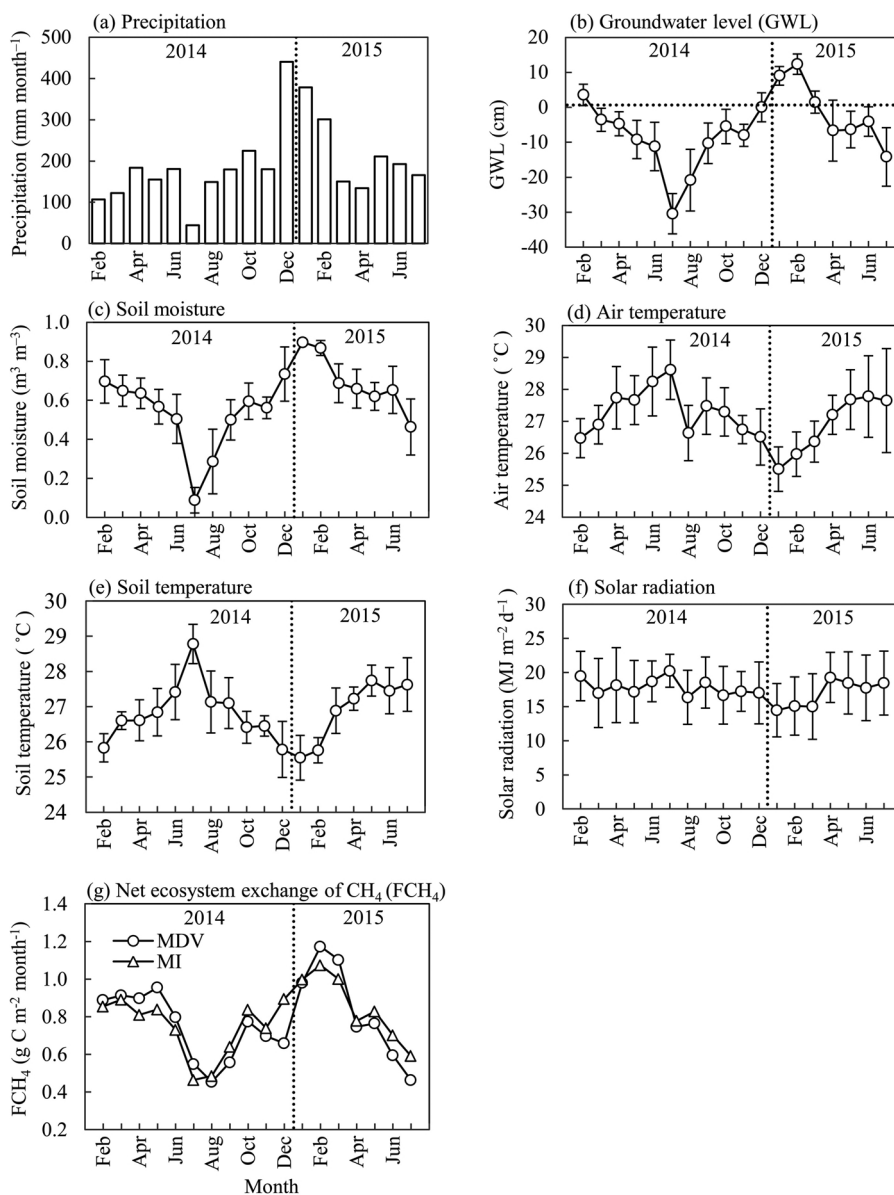 (a) Precipitation
2014 2015
Precipitation (mm month⁻¹)
500
400
300
200
100
0
Feb Apr Jun Aug Oct Dec Feb Apr Jun
(b) Groundwater level (GWL)
2014 2015
GWL (cm)
20
10
0
-10
-20
-30
-40
Feb Apr Jun Aug Oct Dec Feb Apr Jun
(c) Soil moisture
2014 2015
Soil moisture (m³ m⁻³)
1.0
0.8
0.6
0.4
0.2
0.0
Feb Apr Jun Aug Oct Dec Feb Apr Jun
(d) Air temperature
2014 2015
Air temperature ( ˚C)
30
29
28
27
26
25
24
Feb Apr Jun Aug Oct Dec Feb Apr Jun
(e) Soil temperature
2014 2015
Soil temperature ( ˚C )
30
29
28
27
26
25
24
Feb Apr Jun Aug Oct Dec Feb Apr Jun
(f) Solar radiation
2014 2015
Solar radiation (MJ m⁻² d⁻¹)
30
25
20
15
10
5
0
Feb Apr Jun Aug Oct Dec Feb Apr Jun
(g) Net ecosystem exchange of CH₄ (FCH₄)
2014 2015
MDV
MI
FCH₄ (g C m⁻² month⁻¹)
1.4
1.2
1.0
0.8
0.6
0.4
0.2
Feb Apr Jun Aug Oct Dec Feb Apr Jun
Month